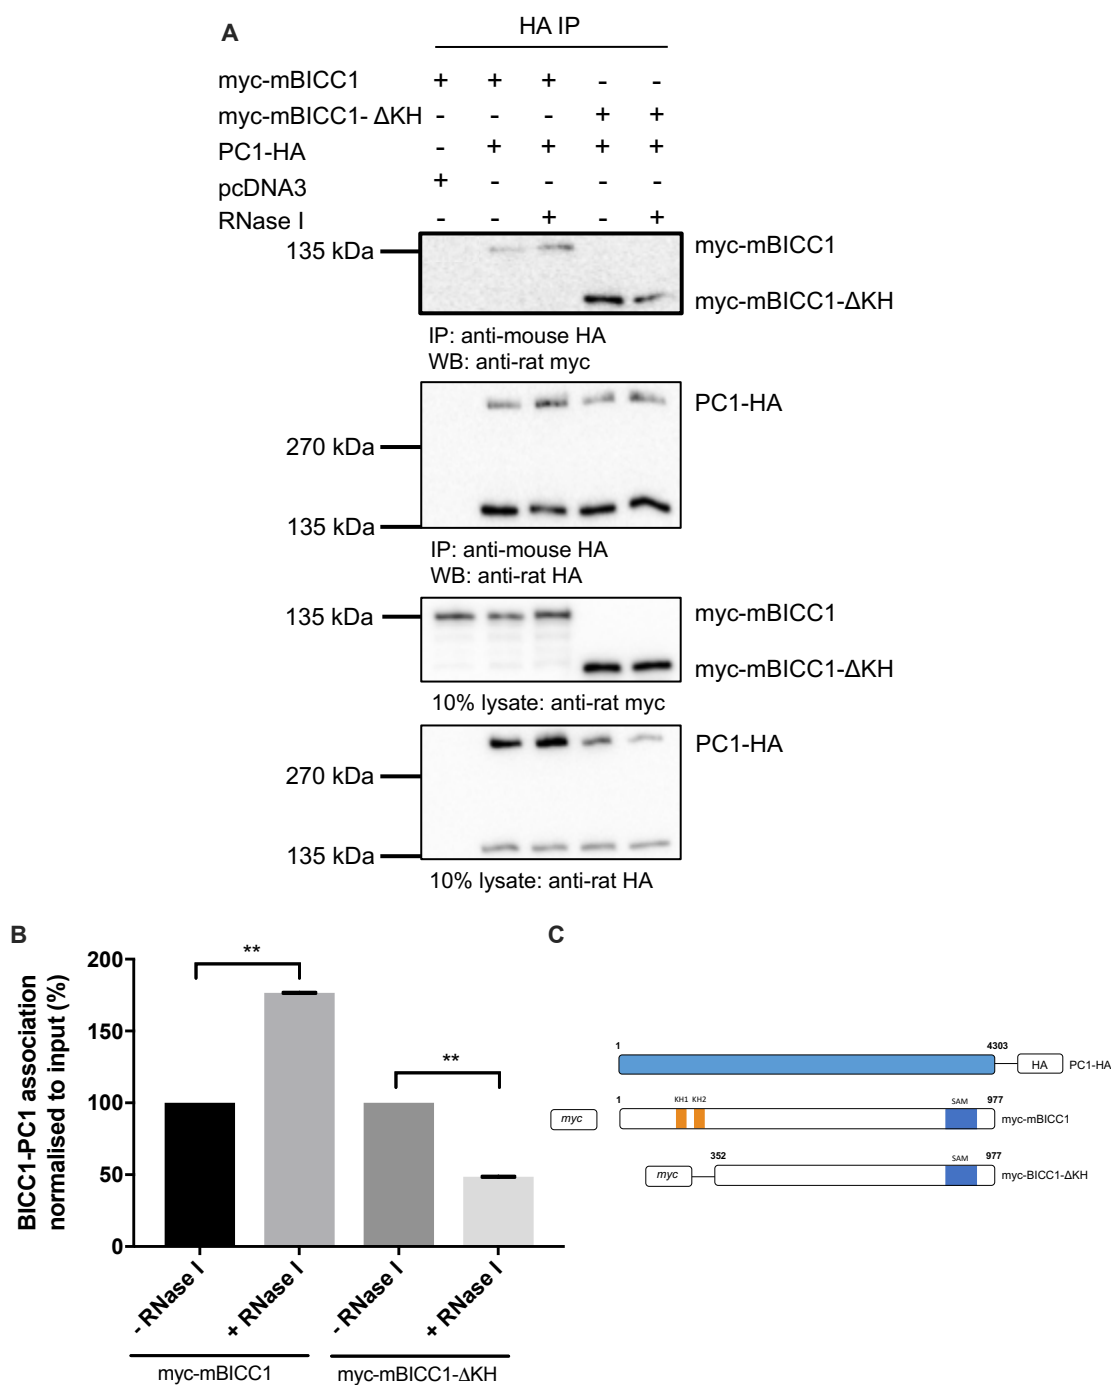 A
HA IP
myc-mBICC1 + + + - -
myc-mBICC1- ΔKH - - - + +
PC1-HA - + + + +
pcDNA3 + - - - -
RNase I - - + - +
135 kDa
myc-mBICC1
myc-mBICC1-ΔKH
IP: anti-mouse HA
WB: anti-rat myc
PC1-HA
270 kDa
135 kDa
IP: anti-mouse HA
WB: anti-rat HA
135 kDa
myc-mBICC1
myc-mBICC1-ΔKH
10% lysate: anti-rat myc
PC1-HA
270 kDa
135 kDa
10% lysate: anti-rat HA
B
BICC1-PC1 association
normalised to input (%)
200
150
100
50
0
**
**
- RNase I
+ RNase I
- RNase I
+ RNase I
myc-mBICC1
myc-mBICC1-ΔKH
C
1 4303
HA PC1-HA
1 KH1 KH2 SAM 977
myc myc-mBICC1
352 SAM 977
myc myc-BICC1-ΔKH